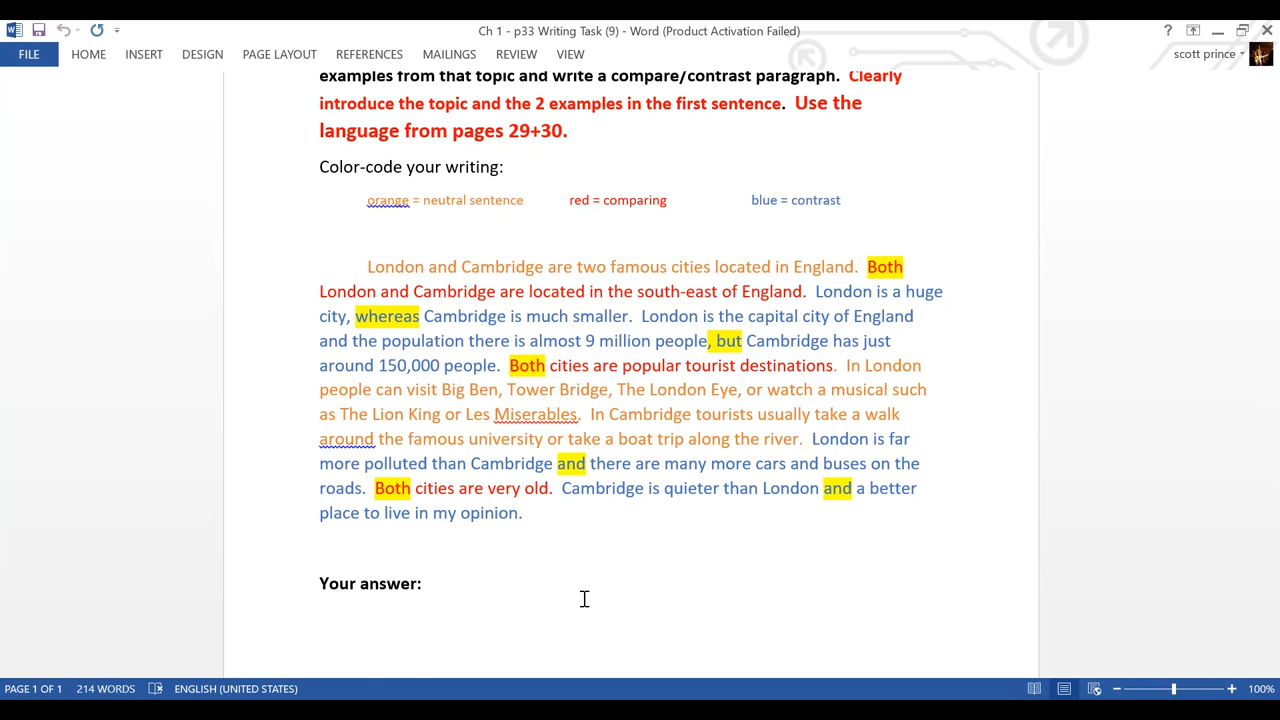 Ch 1 - p33 Writing Task (9) - Word (Product Activation Failed)
FILE HOME INSERT DESIGN PAGE LAYOUT REFERENCES MAILINGS REVIEW VIEW scott prince
examples from that topic and write a compare/contrast paragraph. Clearly
introduce the topic and the 2 examples in the first sentence. Use the
language from pages 29+30.
Color-code your writing:
orange = neutral sentence red = comparing blue = contrast
London and Cambridge are two famous cities located in England. Both
London and Cambridge are located in the south-east of England. London is a huge
city, whereas Cambridge is much smaller. London is the capital city of England
and the population there is almost 9 million people, but Cambridge has just
around 150,000 people. Both cities are popular tourist destinations. In London
people can visit Big Ben, Tower Bridge, The London Eye, or watch a musical such
as The Lion King or Les Miserables. In Cambridge tourists usually take a walk
around the famous university or take a boat trip along the river. London is far
more polluted than Cambridge and there are many more cars and buses on the
roads. Both cities are very old. Cambridge is quieter than London and a better
place to live in my opinion.
Your answer:
PAGE 1 OF 1 214 WORDS ENGLISH (UNITED STATES) 100%